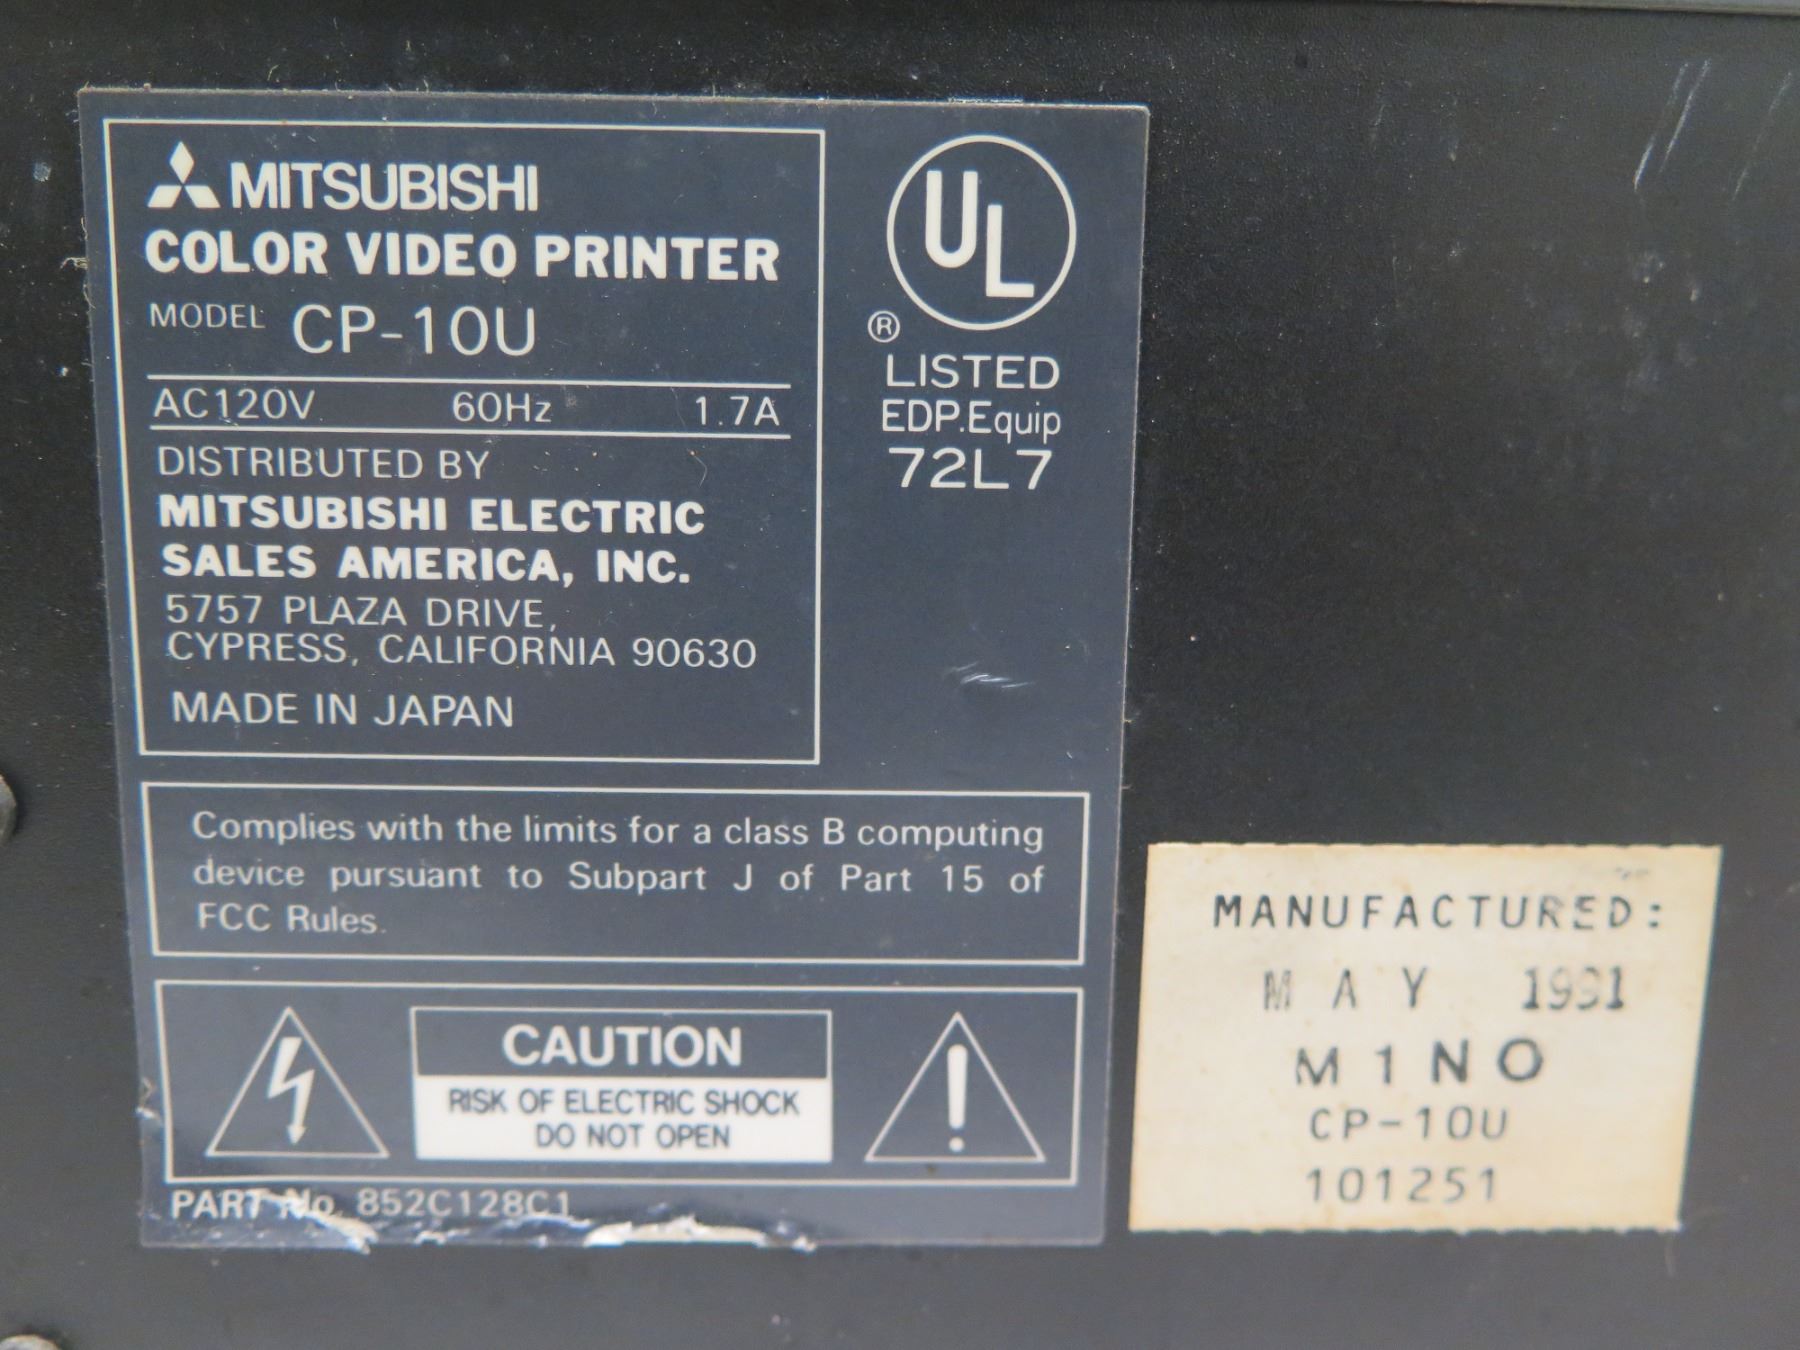 MITSUBISHI
COLOR VIDEO PRINTER
MODEL CP-10U
AC120V 60Hz 1.7A
DISTRIBUTED BY
MITSUBISHI ELECTRIC
SALES AMERICA, INC.
5757 PLAZA DRIVE,
CYPRESS, CALIFORNIA 90630
MADE IN JAPAN
UL
®
LISTED
EDP.Equip
72L7
Complies with the limits for a class B computing
device pursuant to Subpart J of Part 15 of
FCC Rules.
CAUTION
RISK OF ELECTRIC SHOCK
DO NOT OPEN
PART No. 852C128C1
MANUFACTURED:
MAY 1991
M1NO
CP-10U
101251